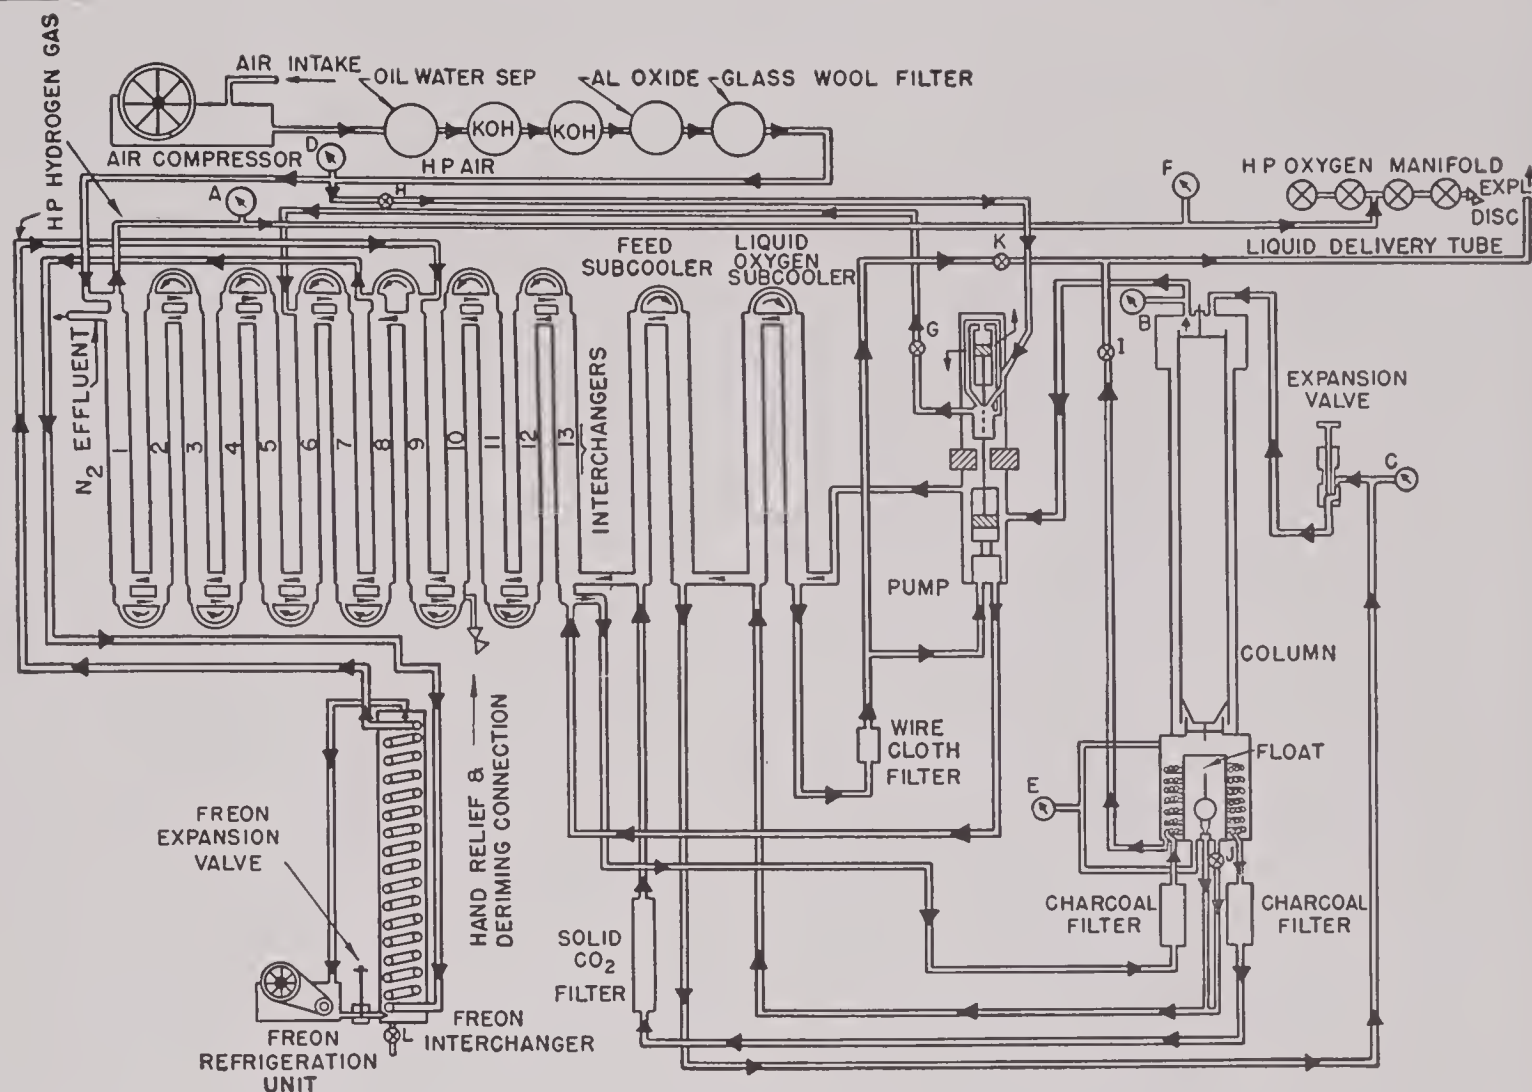 HP HYDROGEN GAS
AIR INTAKE
OIL WATER SEP
AL OXIDE
GLASS WOOL FILTER
KOH
KOH
AIR COMPRESSOR
D
HP AIR
A
H
F
HP OXYGEN MANIFOLD
EXPL
DISC
FEED
SUBCOOLER
LIQUID
OXYGEN
SUBCOOLER
K
LIQUID DELIVERY TUBE
B
G
I
EXPANSION
VALVE
C
N2 EFFLUENT
1
2
3
4
5
6
7
8
9
10
11
12
13
INTERCHANGERS
PUMP
COLUMN
WIRE
CLOTH
FILTER
FLOAT
E
J
FREON
EXPANSION
VALVE
HAND RELIEF &
DERIMING CONNECTION
SOLID
CO2
FILTER
CHARCOAL
FILTER
CHARCOAL
FILTER
L
FREON
INTERCHANGER
FREON
REFRIGERATION
UNIT